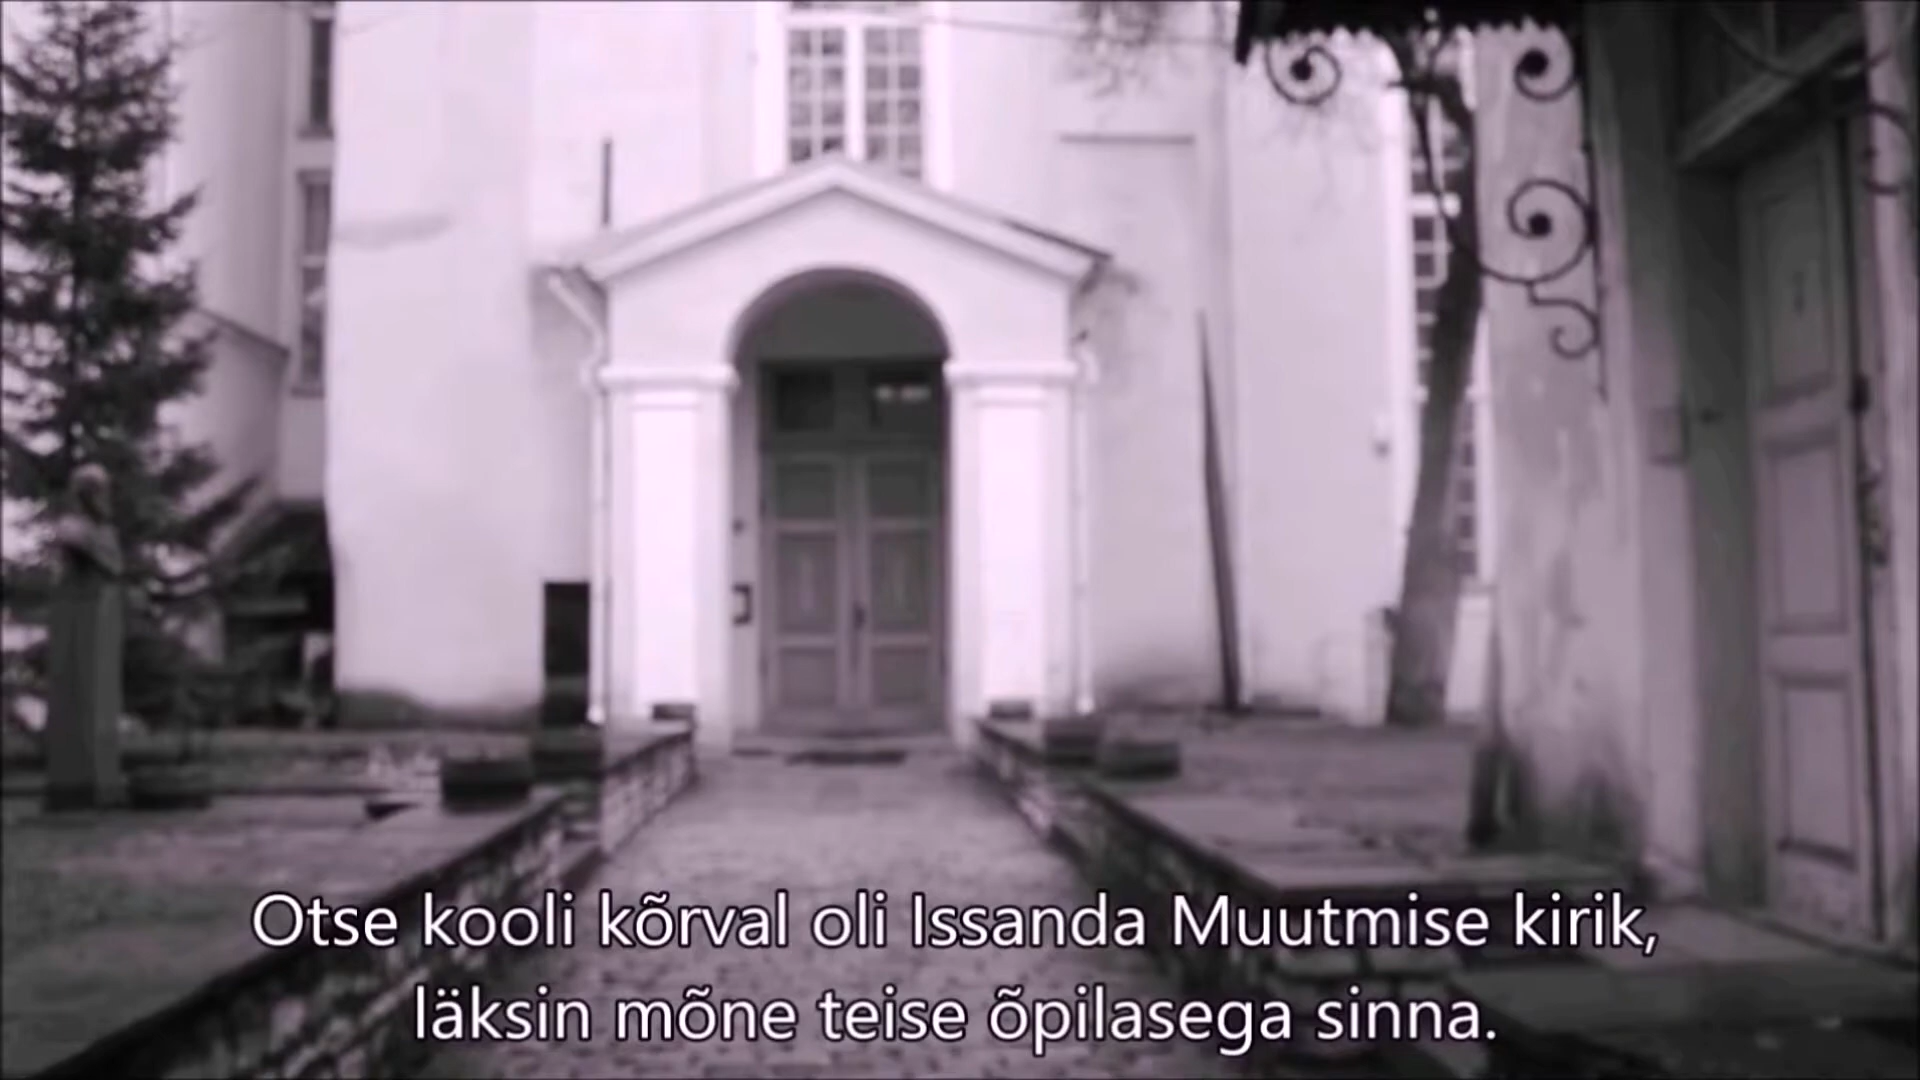 Otse kooli kõrval oli Issanda Muutmise kirik,
läksin mõne teise õpilasega sinna.